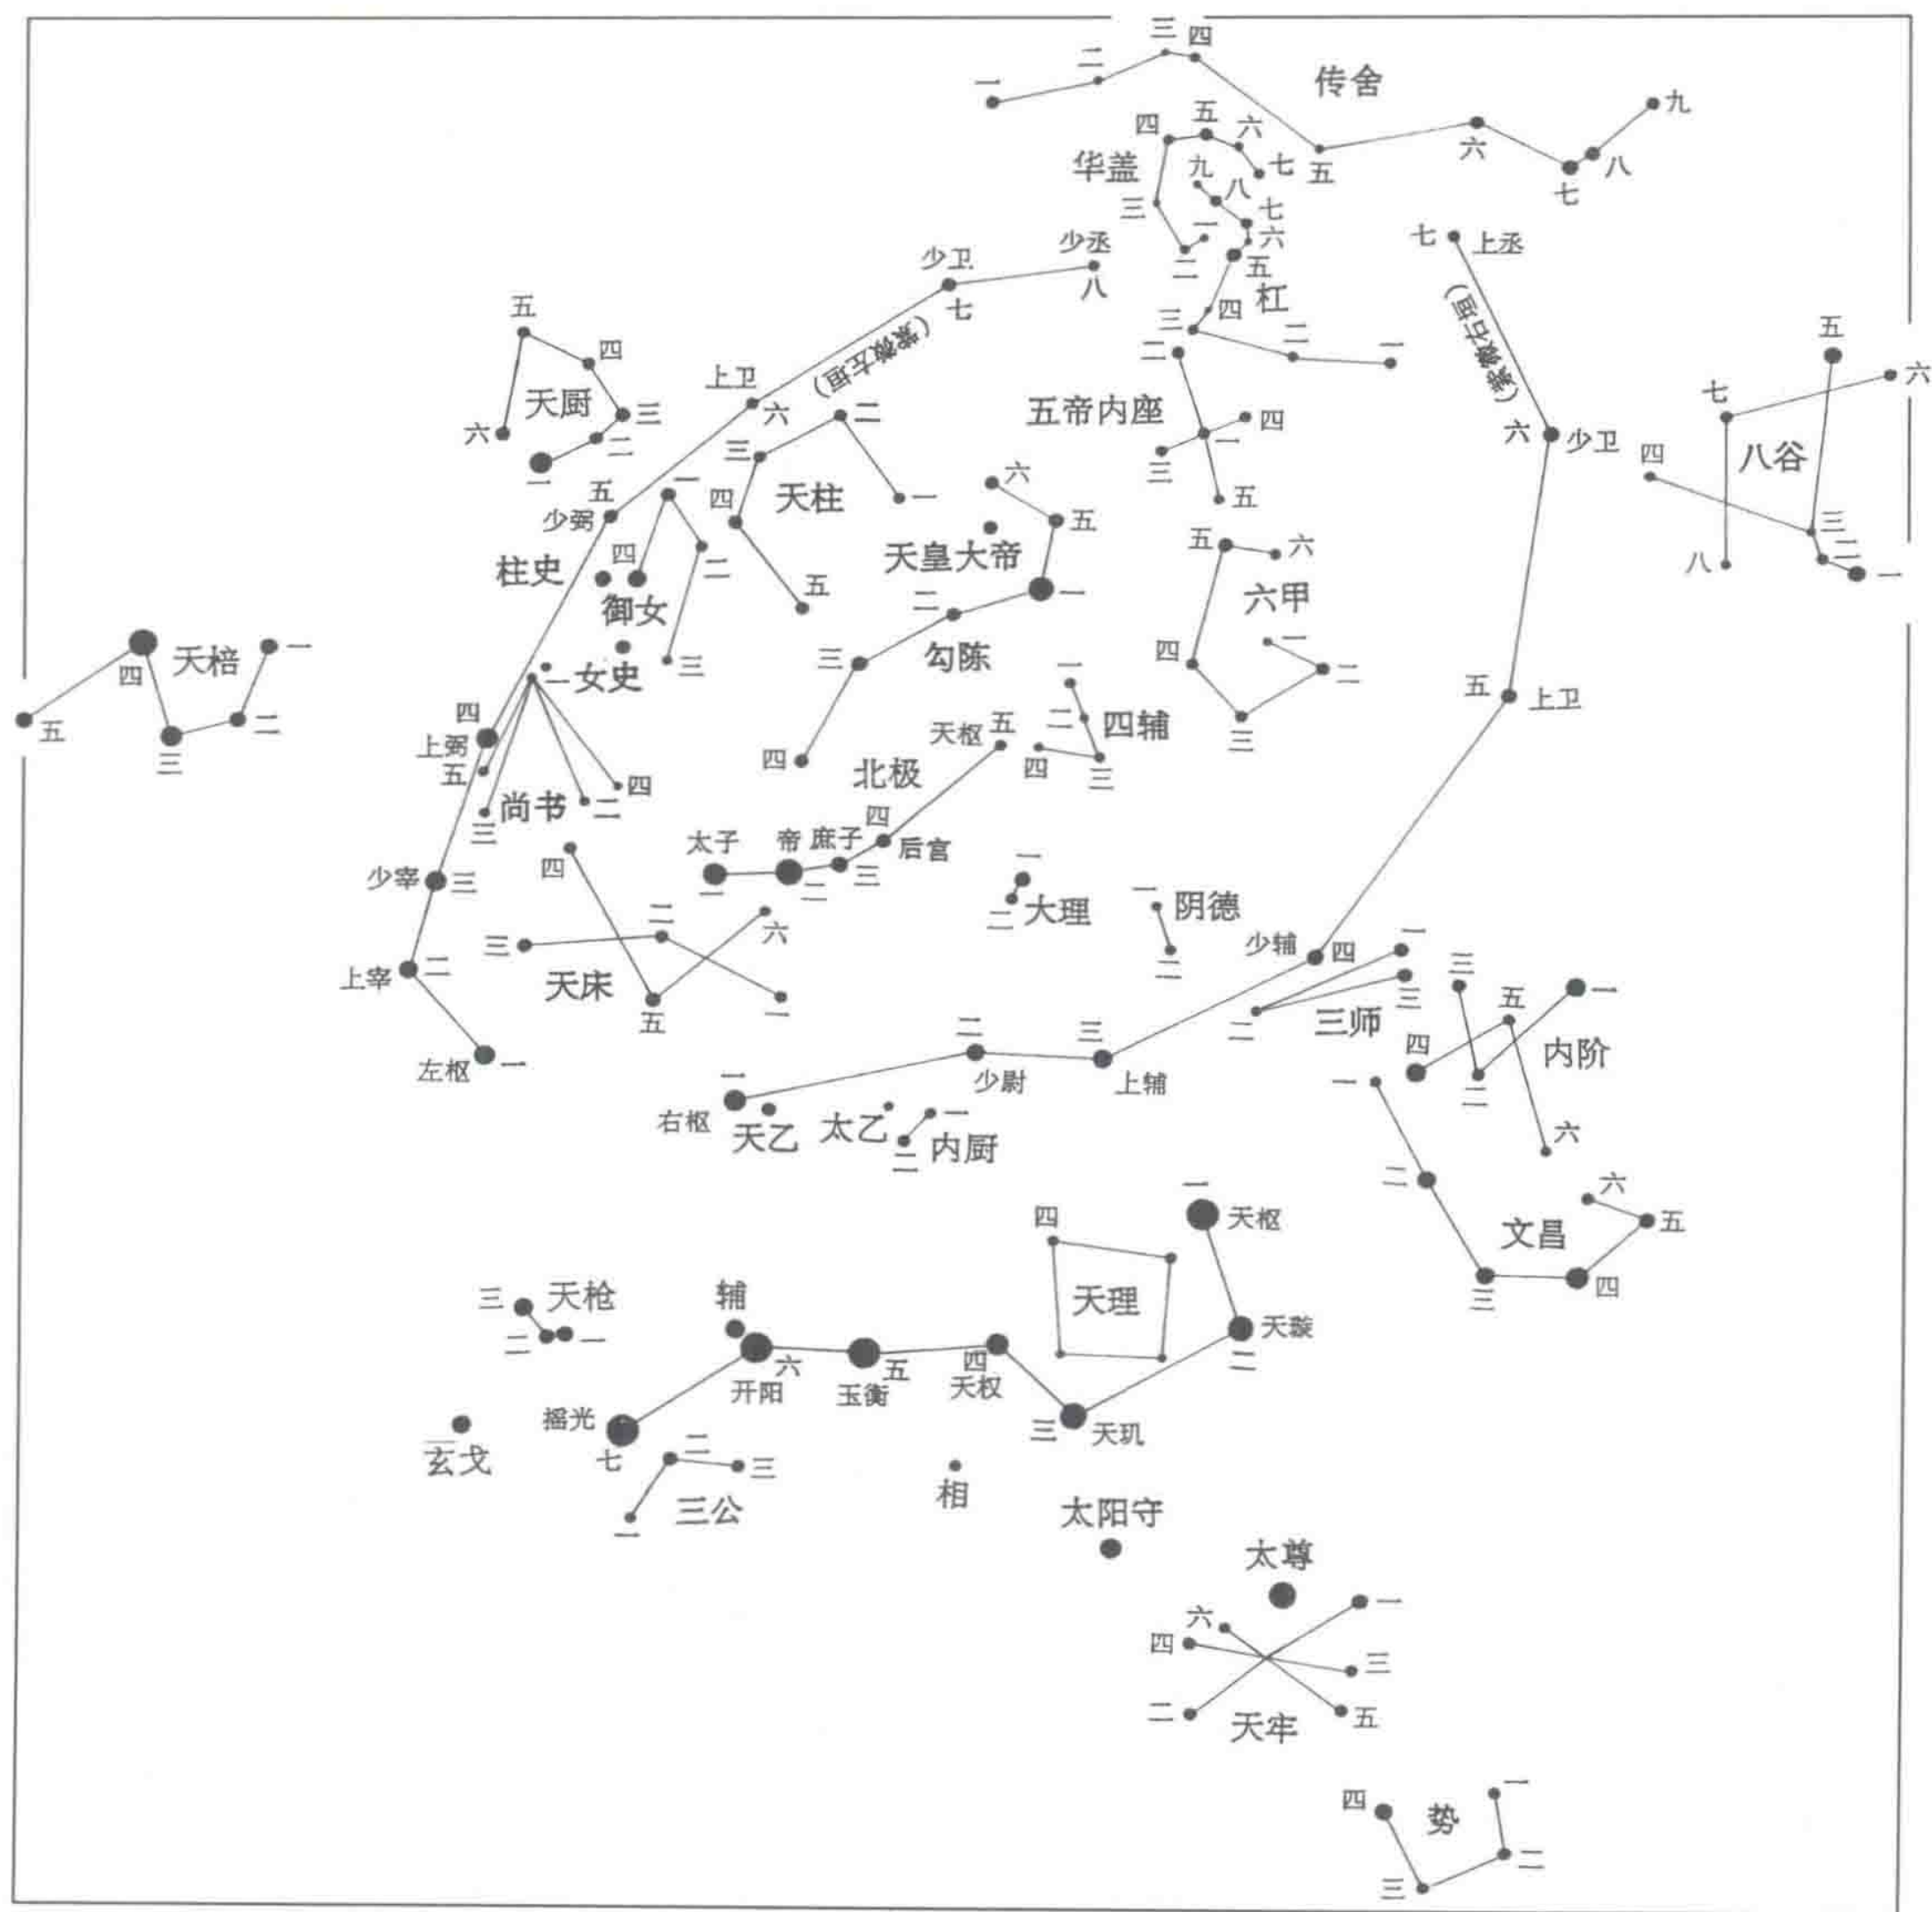 三 四
二
一
传舍
九
六
五
八
七
四 五 六
华盖
七
三
一
二
九
八
七
六
五
杠
四
三
二
一
少卫
七
少丞
八
(紫微左垣)
上卫
六
五
少弼
四
上弼
少宰 三
上宰 二
左枢 一
七 上丞
(紫微右垣)
六 少卫
五 上卫
少辅 四
三
上辅
二
少尉
一
右枢
五
四
天厨
三
六
二
一
二
五帝内座
四
一
三
五
五
六
七
八谷
四
三
二
八
一
二
三
天柱
一
四
五
一
四
二
御女
三
柱史
女史
六
五
天皇大帝
一
二
勾陈
三
四
五
六
六甲
一
四
二
三
天棓
一
四
二
五
三
一
二
四辅
四
三
天枢 五
北极
四
后宫
太子
一
帝
二
庶子
三
一
五
四
尚书
二
三
四
二
六
三
天床
五
一
一
二
大理
一
阴德
二
一
三
二
三师
三
五
一
四
内阶
二
六
天乙
太乙
一
内厨
二
一
二
六
文昌
五
三
四
一
天枢
四
天理
天璇
二
三
天玑
四
天权
五
玉衡
六
开阳
辅
摇光
七
三
天枪
二
一
玄戈
二
三
三公
一
相
太阳守
太尊
六
一
四
三
二
天牢
五
四
势
一
二
三